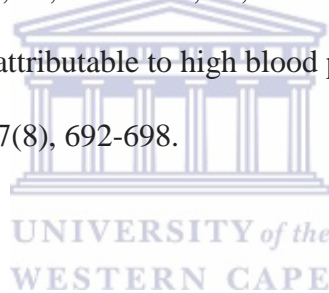 attributable to high blood p
7(8), 692-698.
UNIVERSITY of the
WESTERN CAPE